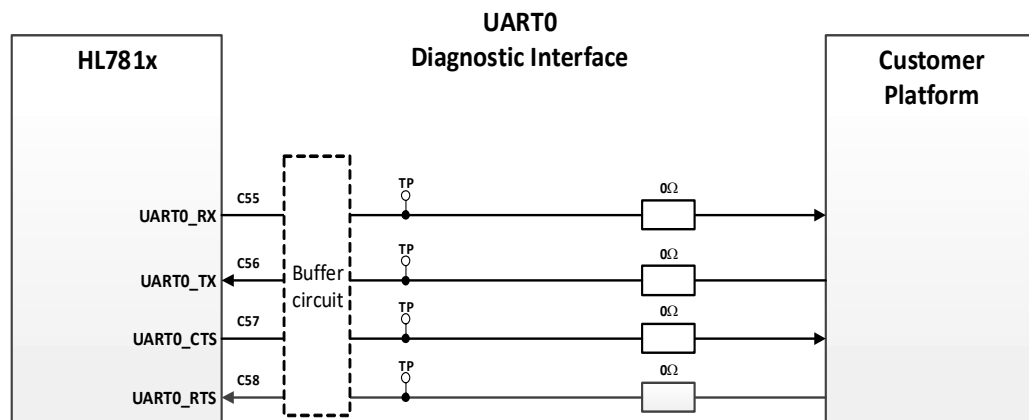 UART0
Diagnostic Interface
HL781x
Customer
Platform
UART0_RX
C55
TP
0Ω
UART0_TX
C56
TP
0Ω
Buffer
circuit
UART0_CTS
C57
TP
0Ω
UART0_RTS
C58
TP
0Ω